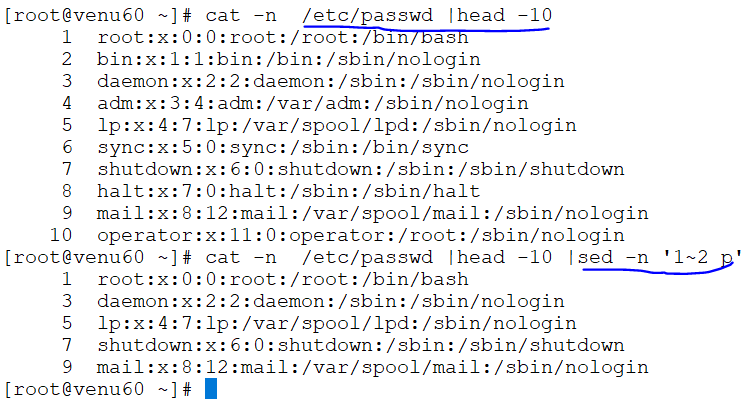 [root@venu60 ~]# cat -n  /etc/passwd |head -10
     1  root:x:0:0:root:/root:/bin/bash
     2  bin:x:1:1:bin:/bin:/sbin/nologin
     3  daemon:x:2:2:daemon:/sbin:/sbin/nologin
     4  adm:x:3:4:adm:/var/adm:/sbin/nologin
     5  lp:x:4:7:lp:/var/spool/lpd:/sbin/nologin
     6  sync:x:5:0:sync:/sbin:/bin/sync
     7  shutdown:x:6:0:shutdown:/sbin:/sbin/shutdown
     8  halt:x:7:0:halt:/sbin:/sbin/halt
     9  mail:x:8:12:mail:/var/spool/mail:/sbin/nologin
    10  operator:x:11:0:operator:/root:/sbin/nologin
[root@venu60 ~]# cat -n  /etc/passwd |head -10 |sed -n '1~2 p'
     1  root:x:0:0:root:/root:/bin/bash
     3  daemon:x:2:2:daemon:/sbin:/sbin/nologin
     5  lp:x:4:7:lp:/var/spool/lpd:/sbin/nologin
     7  shutdown:x:6:0:shutdown:/sbin:/sbin/shutdown
     9  mail:x:8:12:mail:/var/spool/mail:/sbin/nologin
[root@venu60 ~]#